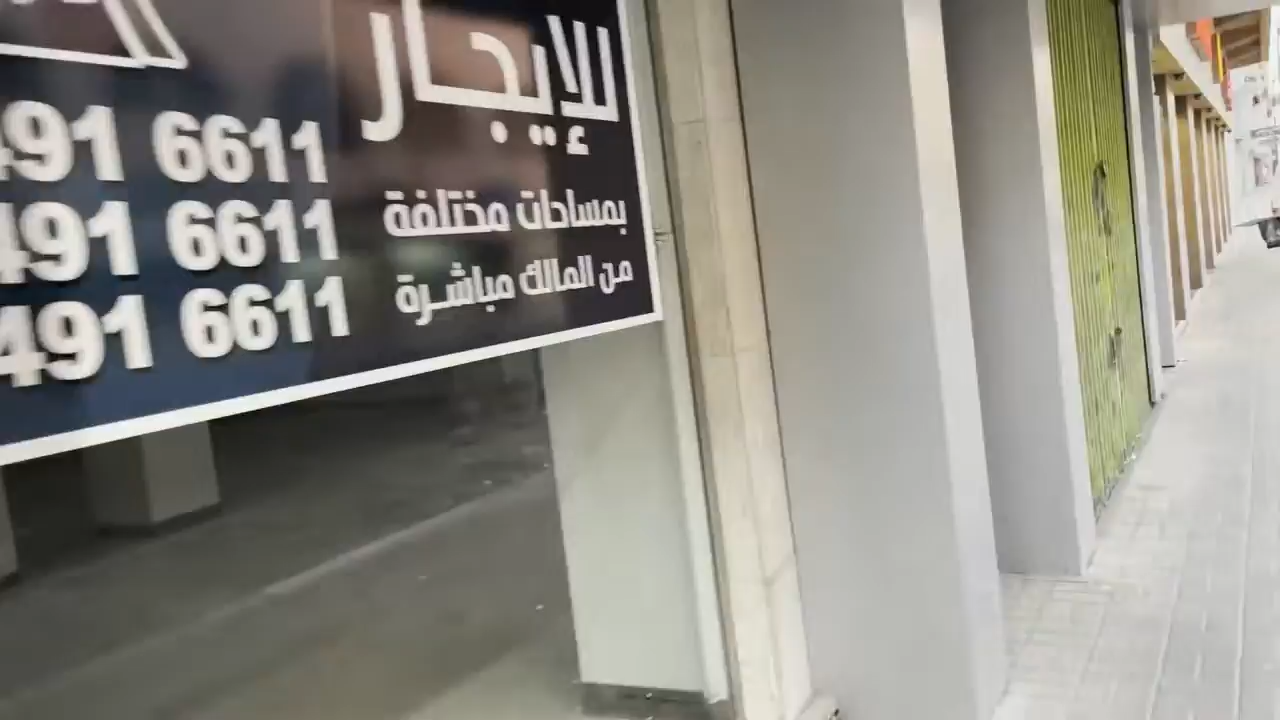 للإيجار
بمساحات مختلفة
من المالك مباشرة
491 6611
491 6611
491 6611